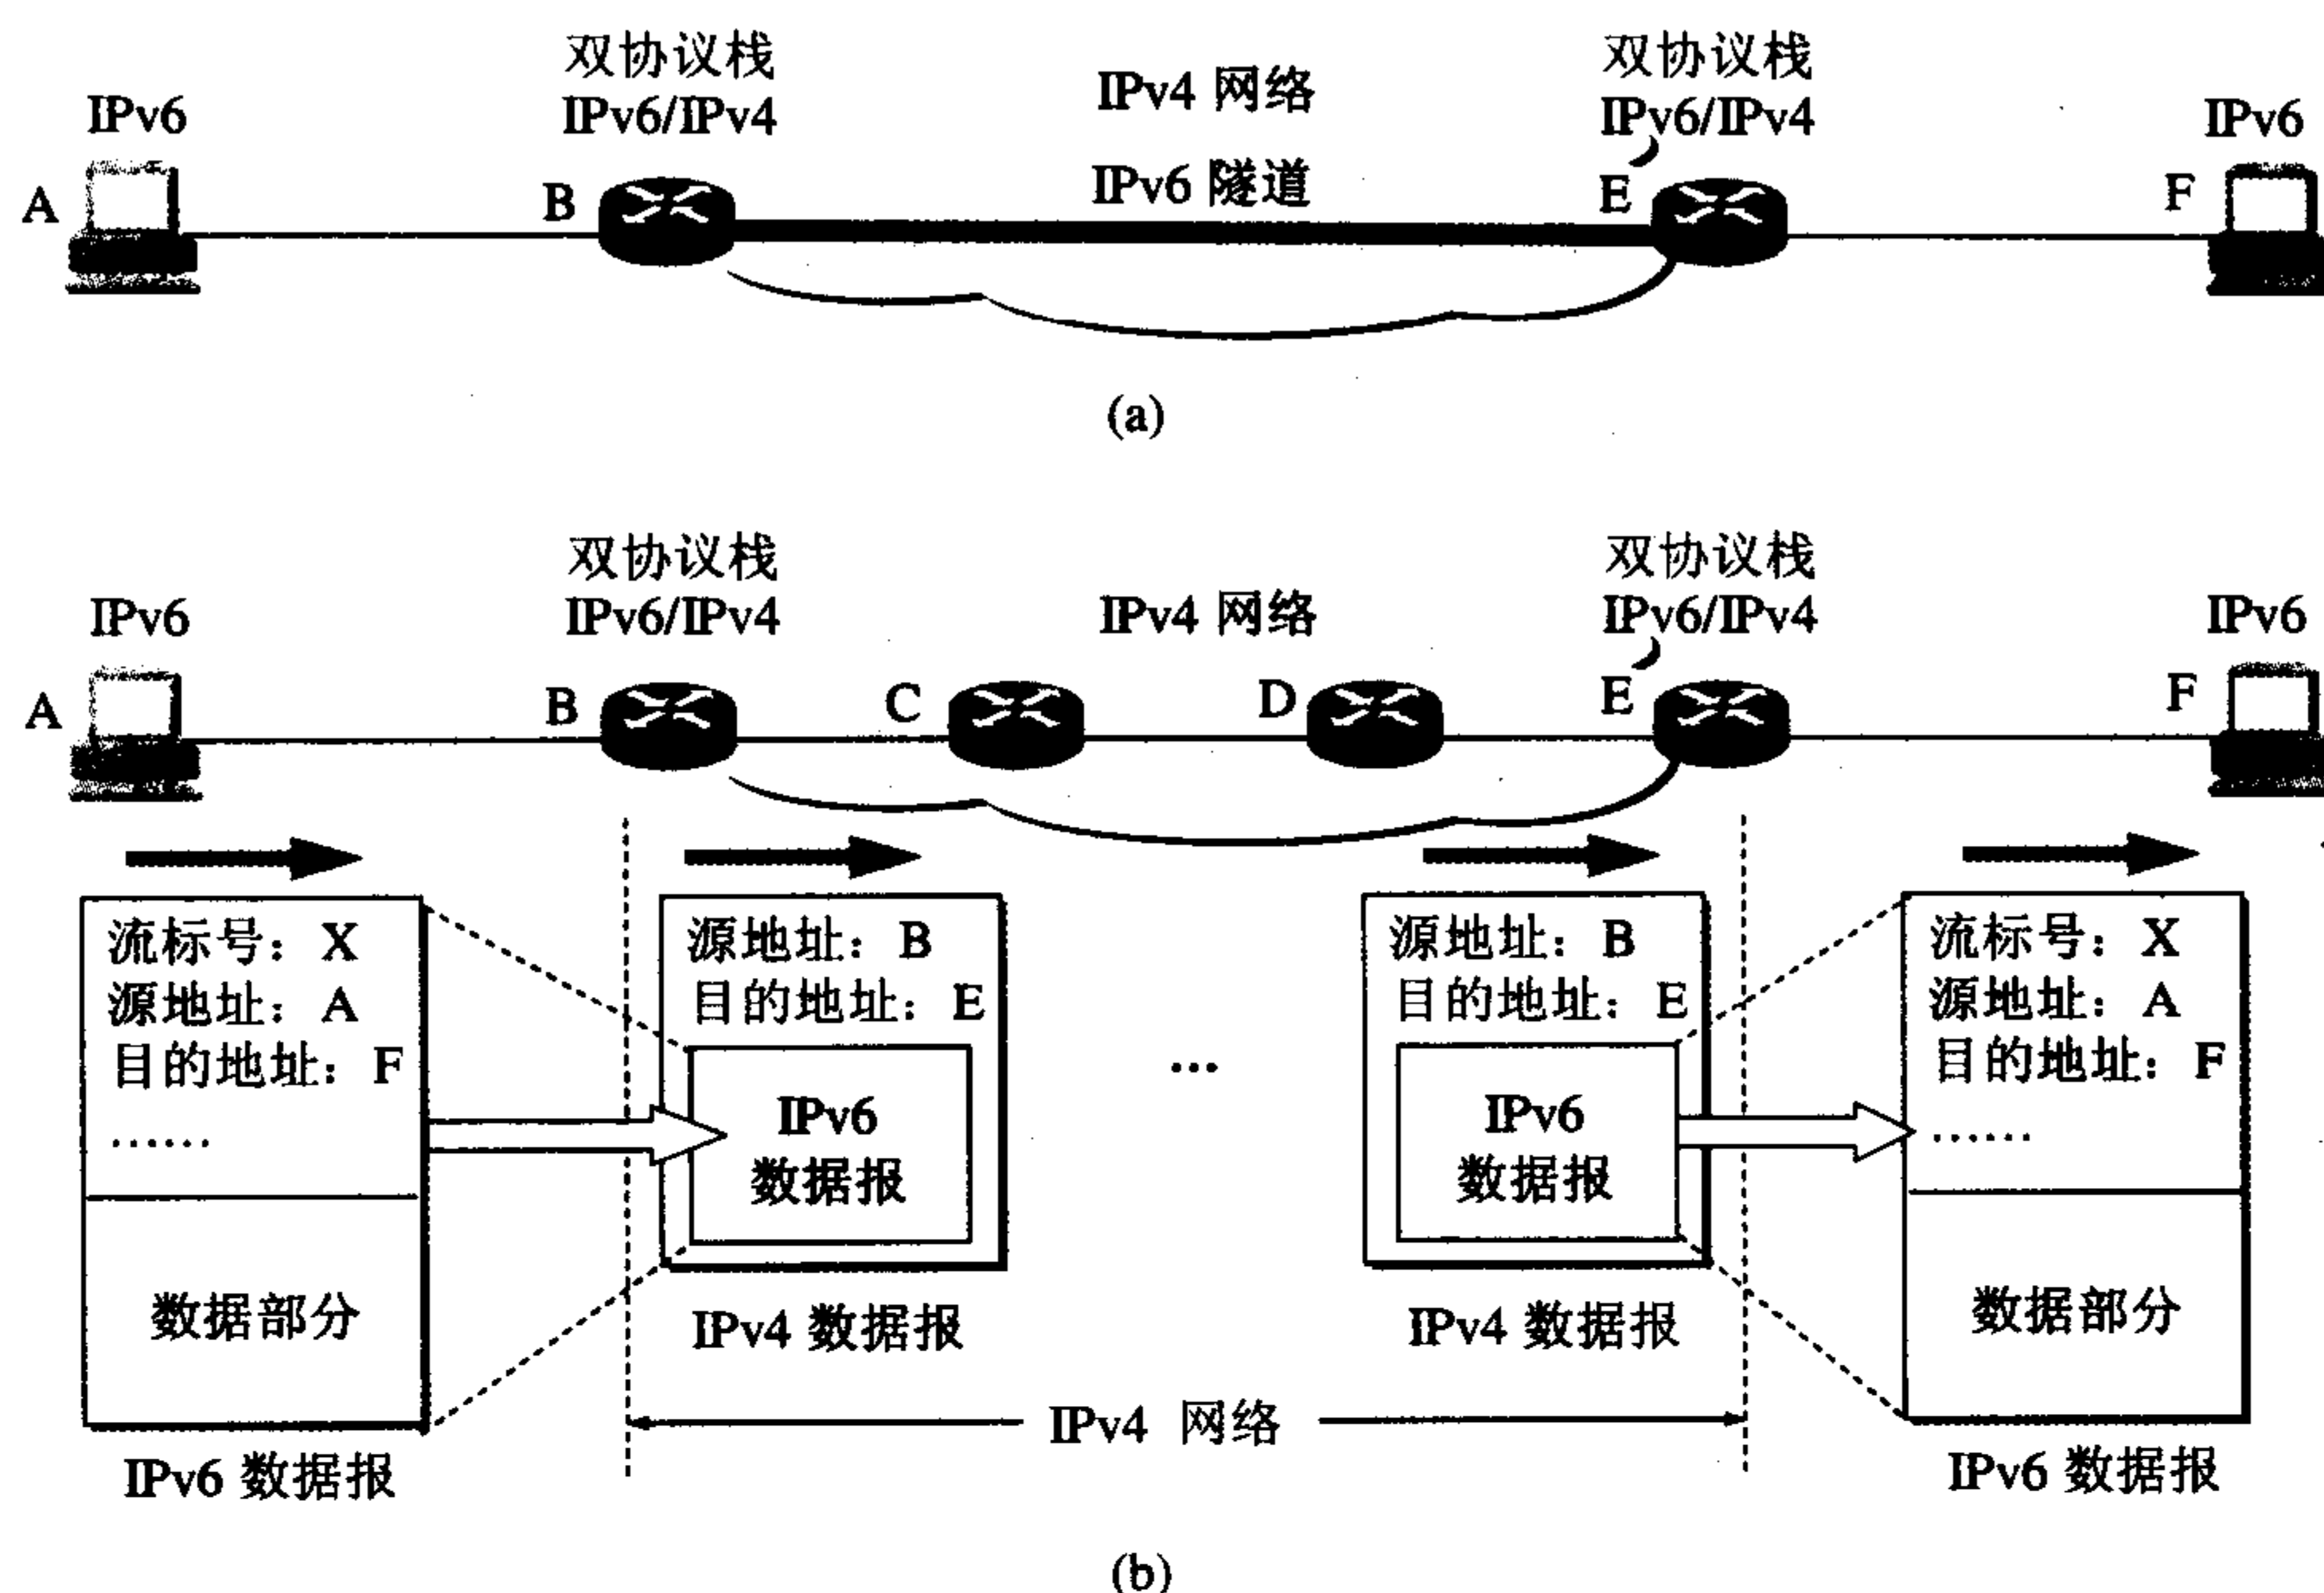 双协议栈
IPv6/IPv4
双协议栈
IPv6/IPv4
IPv4 网络
IPv6
IPv6
IPv6 隧道
A
B
E
F
(a)
双协议栈
IPv6/IPv4
双协议栈
IPv6/IPv4
IPv4 网络
IPv6
IPv6
A
B
C
D
E
F
流标号：X
源地址：A
目的地址：F
……
数据部分
IPv6 数据报
源地址：B
目的地址：E
IPv6
数据报
IPv4 数据报
…
源地址：B
目的地址：E
IPv6
数据报
IPv4 数据报
流标号：X
源地址：A
目的地址：F
……
数据部分
IPv6 数据报
IPv4 网络
(b)